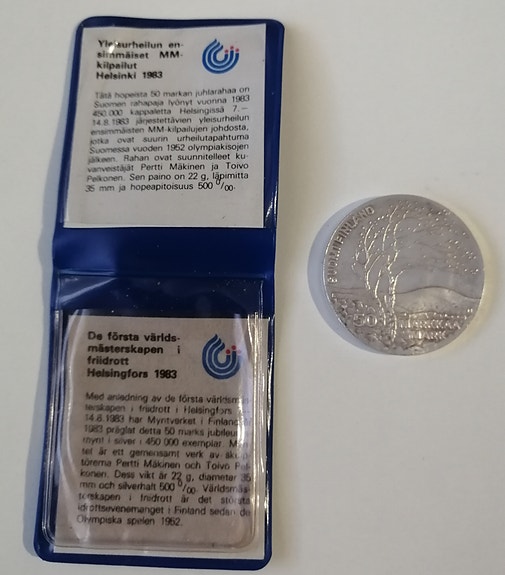 Yleisurheilun en-
simmäiset MM-
kilpailut
Helsinki 1983
Tätä hopeista 50 markan juhlarahaa on
Suomen rahapaja lyönyt vuonna 1983
450.000 kappaletta Helsingissä 7.—
14.8.1983 järjestettävien yleisurheilun
ensimmäisten MM-kilpailujen johdosta,
jotka ovat suurin urheilutapahtuma
Suomessa vuoden 1952 olympiakisojen
jälkeen. Rahan ovat suunnitelleet ku-
vanveistäjät Pertti Mäkinen ja Toivo
Pelkonen. Sen paino on 22 g, läpimitta
35 mm ja hopeapitoisuus 500 0/00.
De första världs-
mästerskapen i
friidrott
Helsingfors 1983
Med anledning av de första världsmäs-
terskapen i friidrott i Helsingfors
14.8.1983 har Myntverket i Finland
1983 präglat detta 50 marks jubileums-
mynt i silver i 450 000 exemplar.
tet är ett gemensamt verk av skulp-
törerna Pertti Mäkinen och Toivo Pel-
konen. Dess vikt är 22 g, diameter 35
mm och silverhalt 500 0/00. Världsmäs-
terskapen i friidrott är det största
idrottsevenemanget i Finland sedan de
Olympiska spelen 1952.
SUOMI FINLAND
50
MARKKAA
MARK